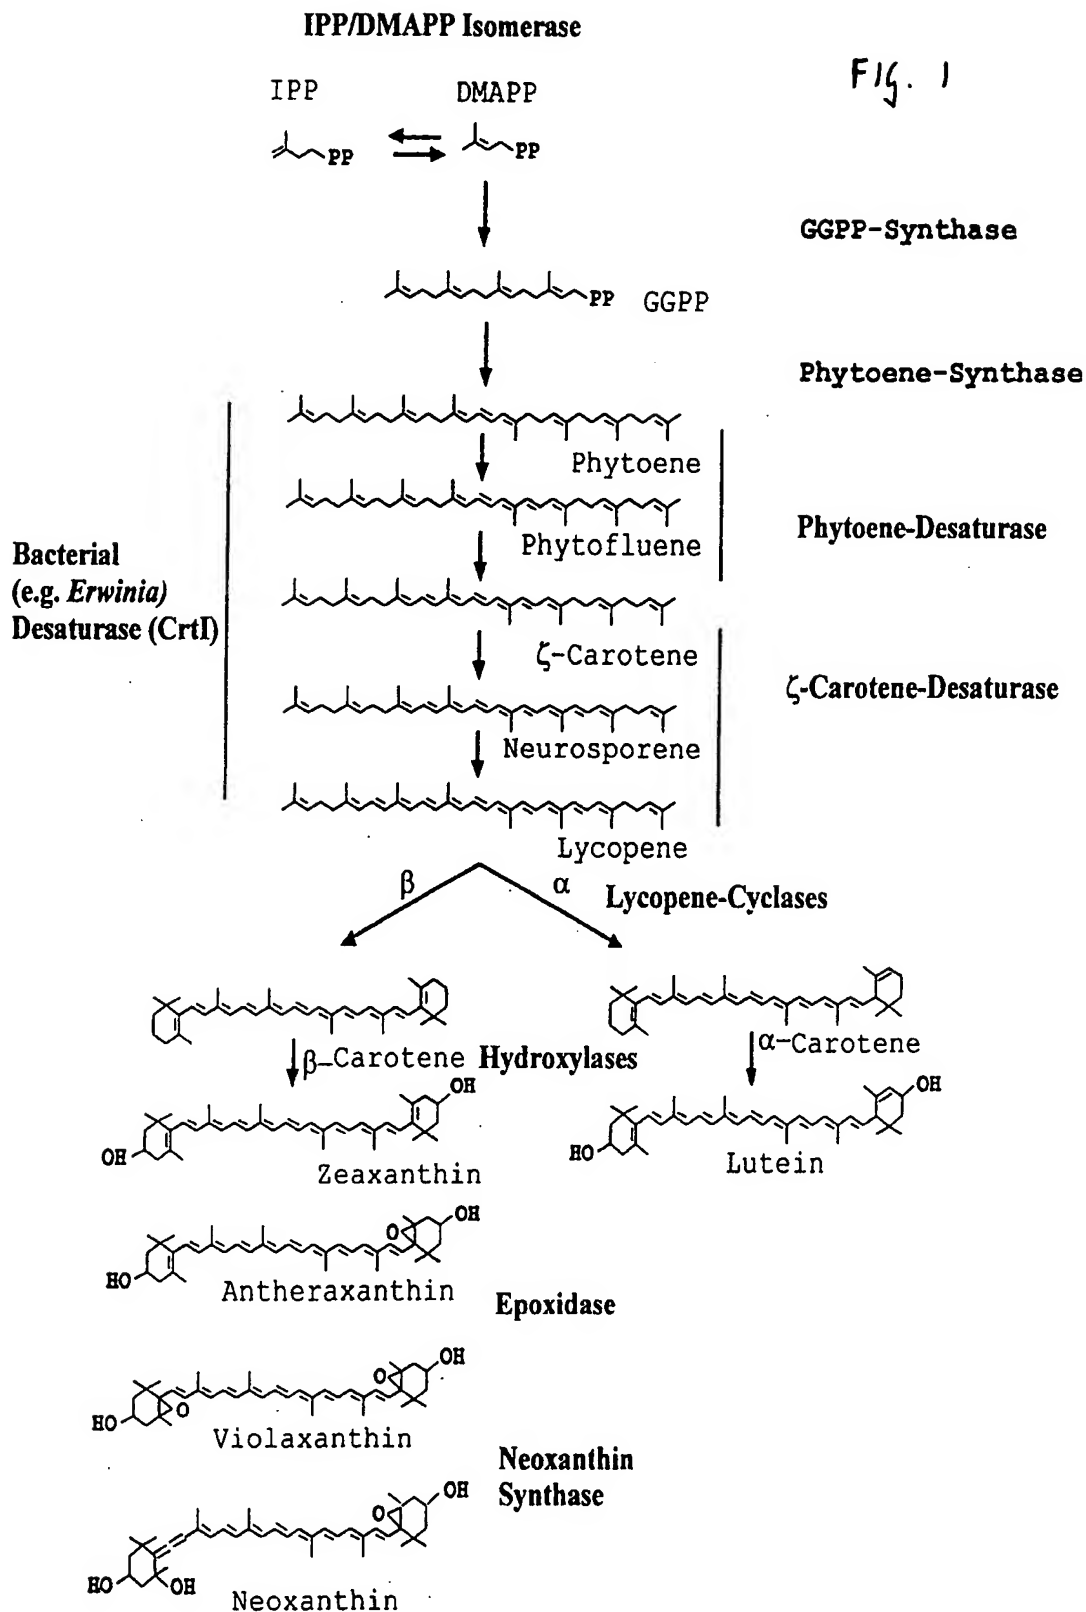 IPP/DMAPP Isomerase
FIG. 1
IPP
DMAPP
PP
PP
GGPP-Synthase
PP
GGPP
Phytoene-Synthase
Phytoene
Phytoene-Desaturase
Phytofluene
Bacterial
(e.g. Erwinia)
Desaturase (CrtI)
ζ-Carotene
ζ-Carotene-Desaturase
Neurosporene
Lycopene
β
α
Lycopene-Cyclases
β-Carotene
Hydroxylases
α-Carotene
OH
OH
OH
HO
Zeaxanthin
Lutein
OH
O
HO
Antheraxanthin
Epoxidase
OH
O
O
HO
Violaxanthin
Neoxanthin
Synthase
OH
O
HO
OH
Neoxanthin